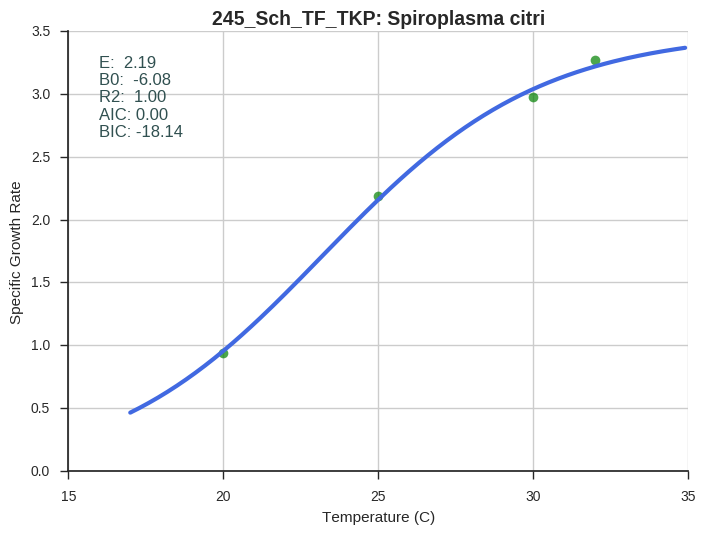 245_Sch_TF_TKP: Spiroplasma citri
E:  2.19
B0:  -6.08
R2:  1.00
AIC: 0.00
BIC: -18.14
Specific Growth Rate
3.5
3.0
2.5
2.0
1.5
1.0
0.5
0.0
15 20 25 30 35
Temperature (C)